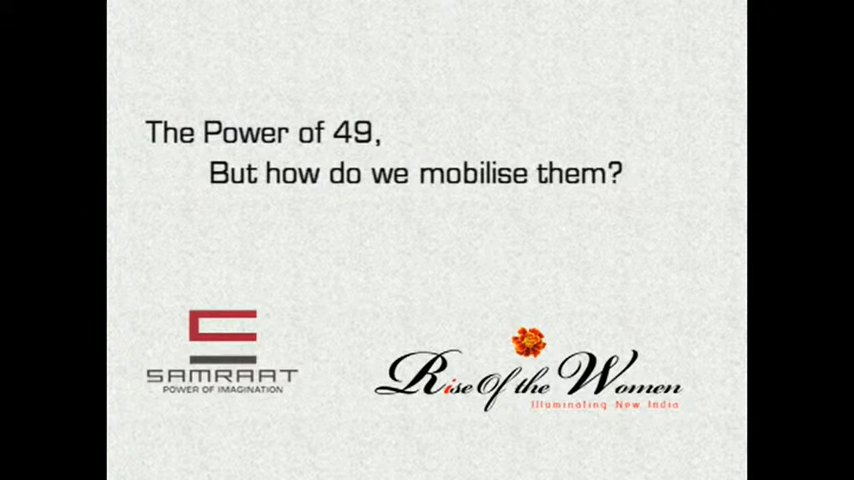 The Power of 49,
But how do we mobilise them?
SAMRAAT
POWER OF IMAGINATION
Rise Of the Women
Illuminating New India